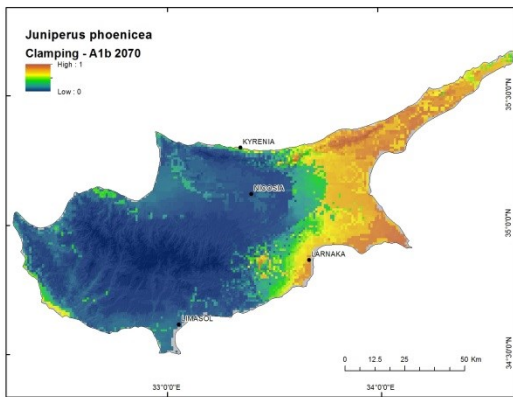 Juniperus phoenicea
Clamping - A1b 2070
High : 1
Low : 0
35°30'0"N
KYRENIA
NICOSIA
35°0'0"N
LARNAKA
LIMASOL
0 12.5 25 50 Km
34°30'0"N
33°0'0"E 34°0'0"E